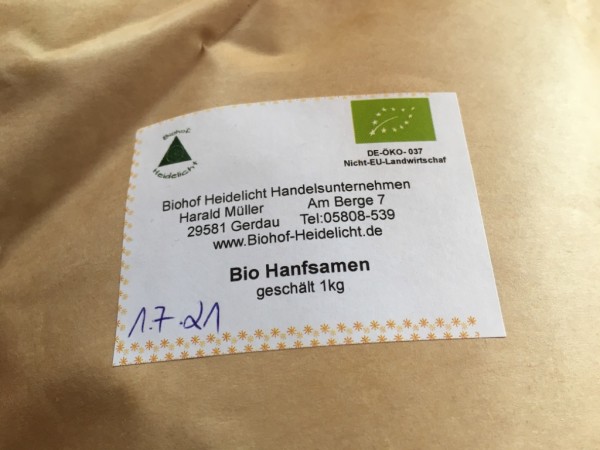 Biohof
Heidelicht
DE-ÖKO- 037
Nicht-EU-Landwirtschaf
Biohof Heidelicht Handelsunternehmen
Harald Müller Am Berge 7
29581 Gerdau Tel:05808-539
www.Biohof-Heidelicht.de
Bio Hanfsamen
geschält 1kg
1.7.21